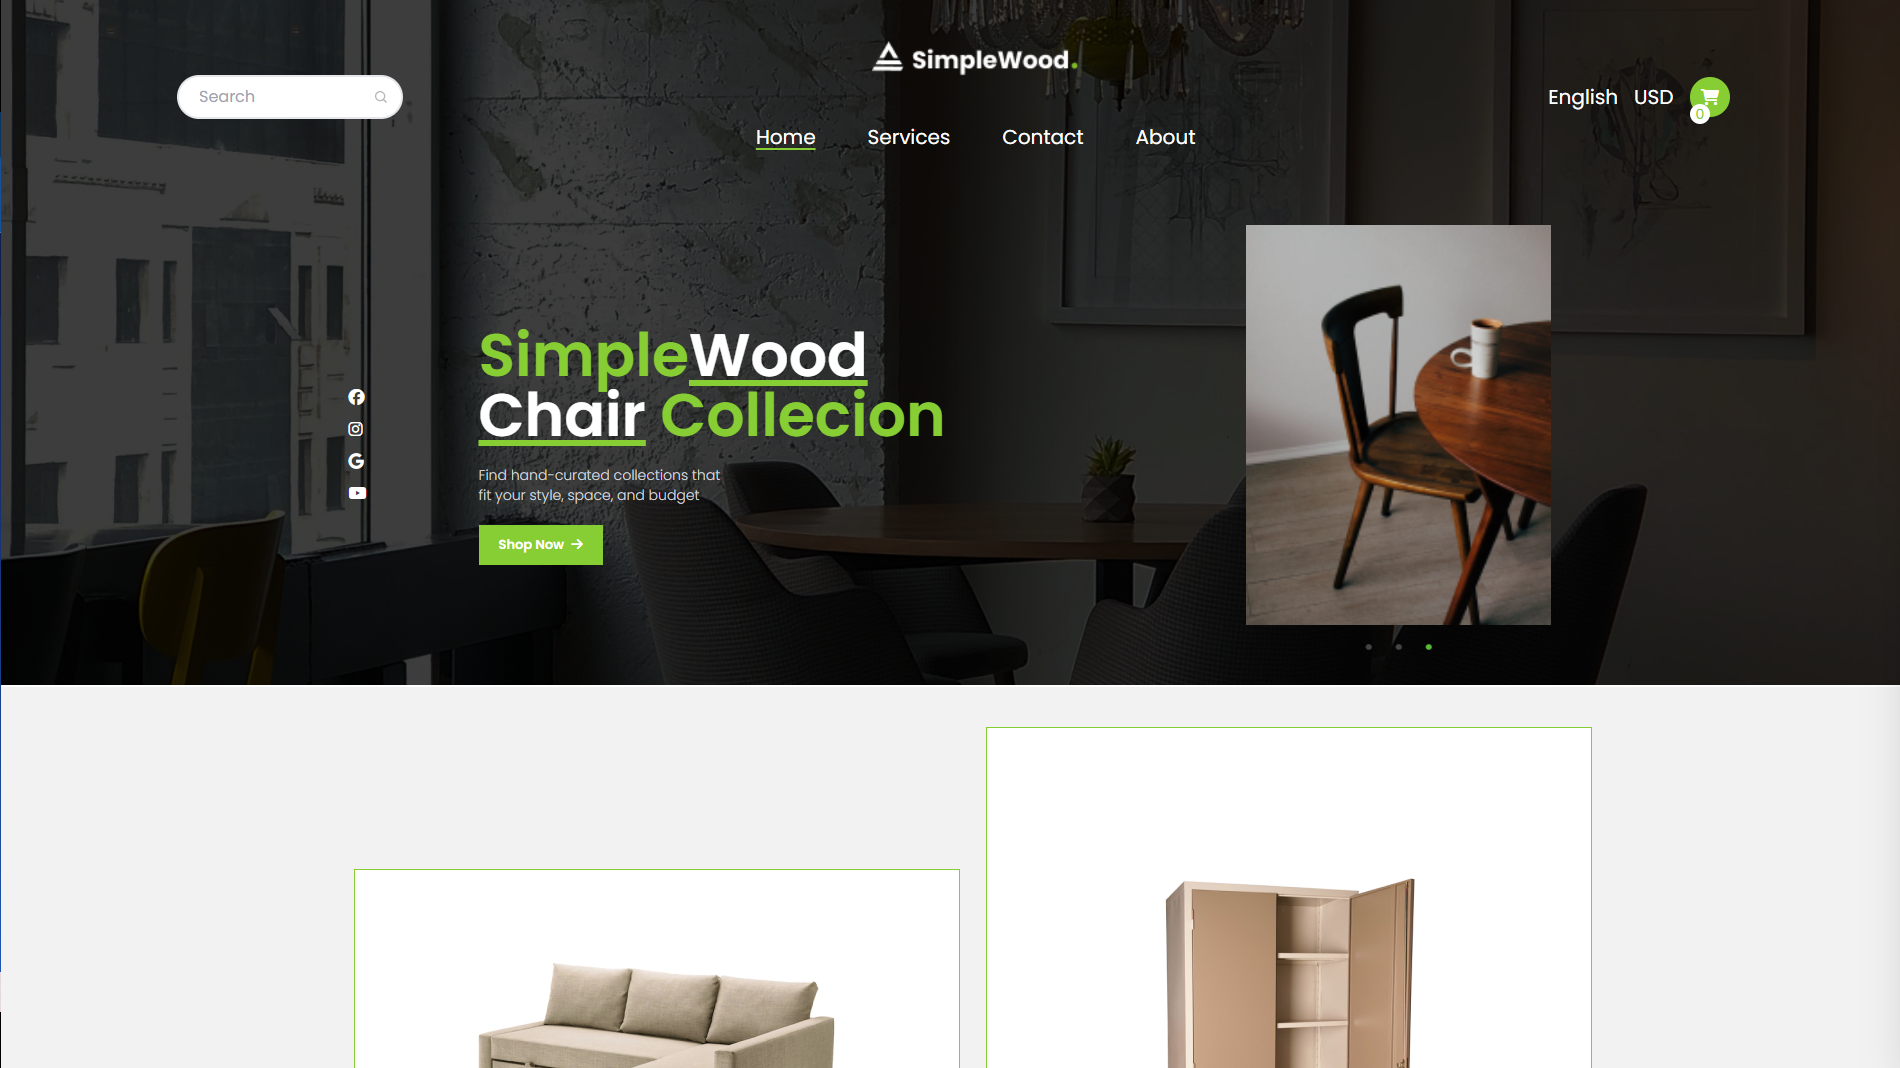 SimpleWood.
Search
English USD
0
Home Services Contact About
SimpleWood
Chair Collecion
Find hand-curated collections that
fit your style, space, and budget
Shop Now